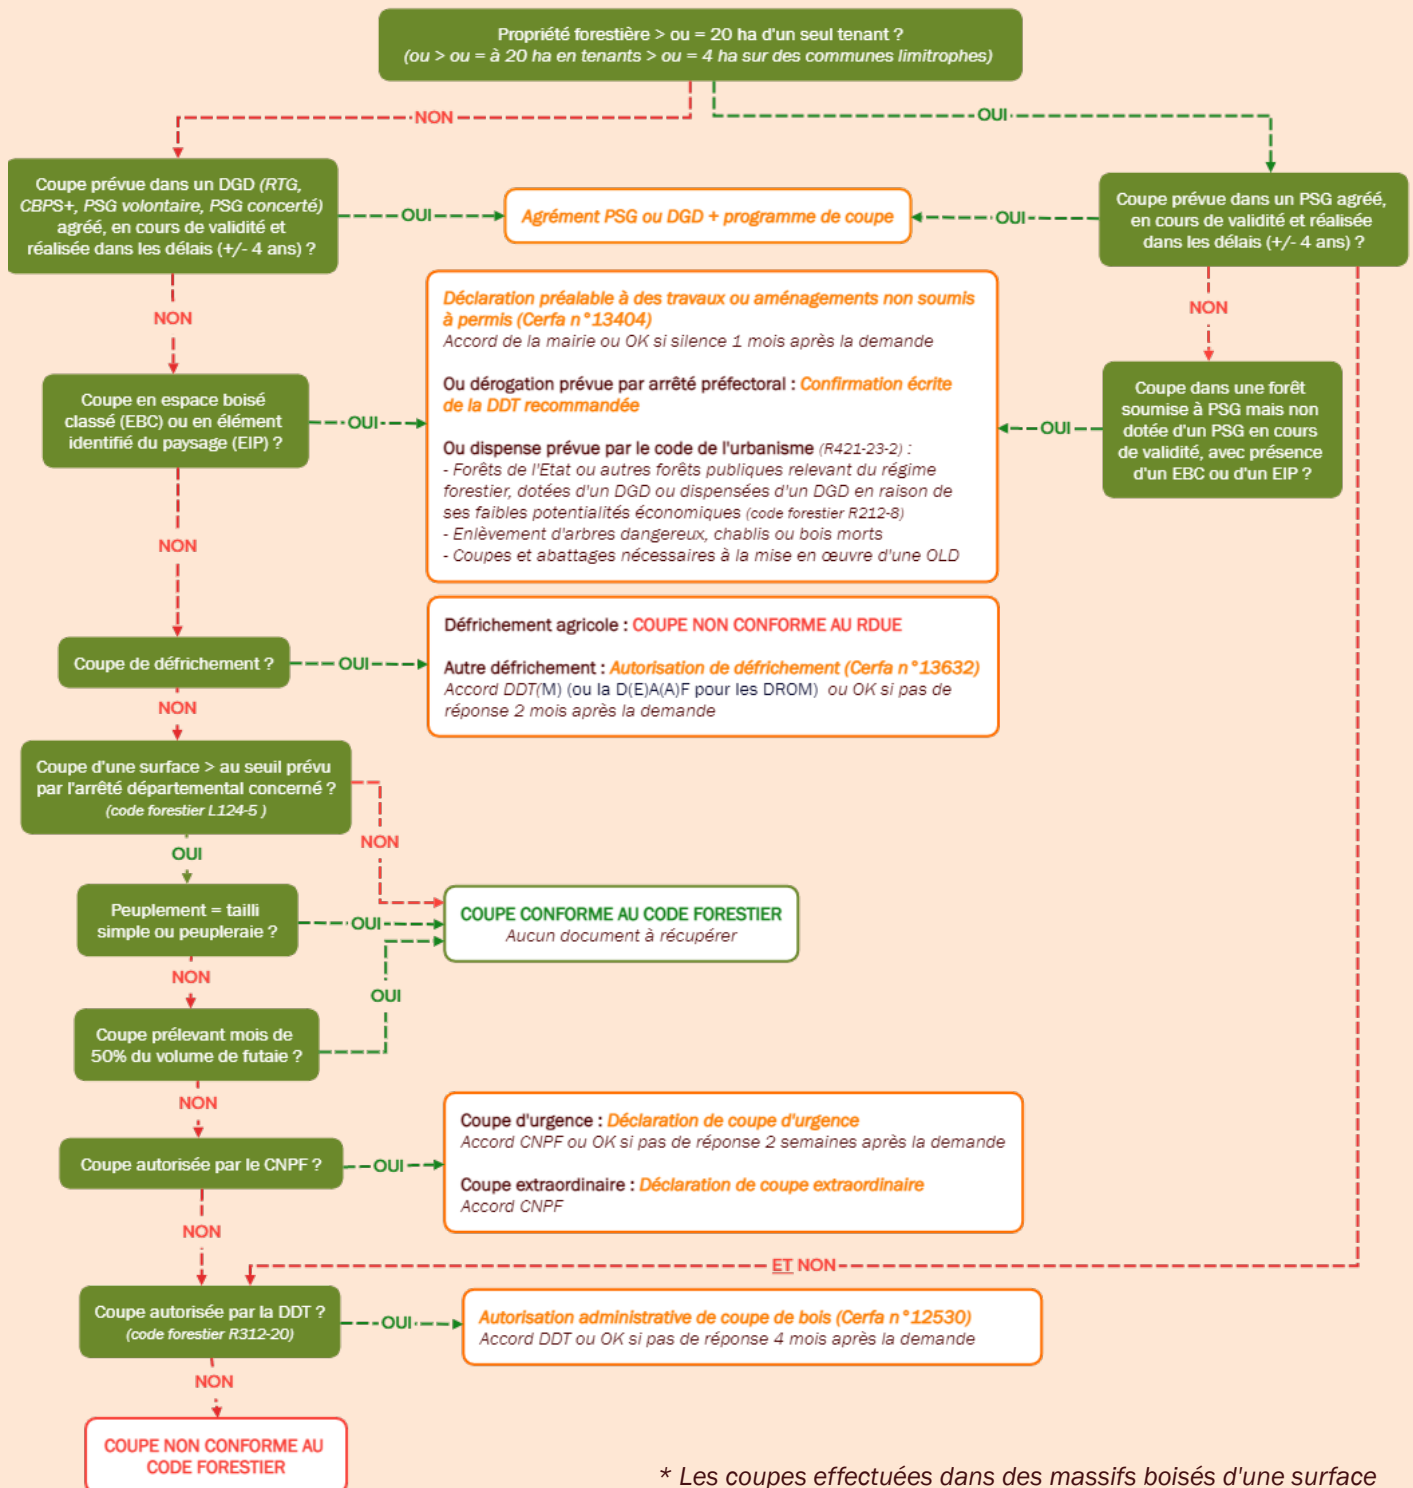 Propriété forestière > ou = 20 ha d'un seul tenant ?
(ou > ou = à 20 ha en tenants > ou = 4 ha sur des communes limitrophes)
NON
OUI
Coupe prévue dans un DGD (RTG,
CBPS+, PSG volontaire, PSG concerté)
agréé, en cours de validité et
réalisée dans les délais (+/- 4 ans) ?
OUI
Agrément PSG ou DGD + programme de coupe
OUI
Coupe prévue dans un PSG agréé,
en cours de validité et réalisée
dans les délais (+/- 4 ans) ?
NON
NON
Déclaration préalable à des travaux ou aménagements non soumis
à permis (Cerfa n°13404)
Accord de la mairie ou OK si silence 1 mois après la demande
Ou dérogation prévue par arrêté préfectoral : Confirmation écrite
de la DDT recommandée
Ou dispense prévue par le code de l'urbanisme (R421-23-2) :
- Forêts de l'Etat ou autres forêts publiques relevant du régime
forestier, dotées d'un DGD ou dispensées d'un DGD en raison de
ses faibles potentialités économiques (code forestier R212-8)
- Enlèvement d'arbres dangereux, chablis ou bois morts
- Coupes et abattages nécessaires à la mise en œuvre d'une OLD
Coupe en espace boisé
classé (EBC) ou en élément
identifié du paysage (EIP) ?
OUI
OUI
Coupe dans une forêt
soumise à PSG mais non
dotée d'un PSG en cours
de validité, avec présence
d'un EBC ou d'un EIP ?
NON
Coupe de défrichement ?
OUI
Défrichement agricole : COUPE NON CONFORME AU RDUE
Autre défrichement : Autorisation de défrichement (Cerfa n°13632)
Accord DDT(M) (ou la D(E)A(A)F pour les DROM) ou OK si pas de
réponse 2 mois après la demande
NON
Coupe d'une surface > au seuil prévu
par l'arrêté départemental concerné ?
(code forestier L124-5 )
NON
OUI
Peuplement = tailli
simple ou peupleraie ?
OUI
COUPE CONFORME AU CODE FORESTIER
Aucun document à récupérer
NON
OUI
Coupe prélevant mois de
50% du volume de futaie ?
NON
Coupe autorisée par le CNPF ?
OUI
Coupe d'urgence : Déclaration de coupe d'urgence
Accord CNPF ou OK si pas de réponse 2 semaines après la demande
Coupe extraordinaire : Déclaration de coupe extraordinaire
Accord CNPF
NON
ET NON
Coupe autorisée par la DDT ?
(code forestier R312-20)
OUI
Autorisation administrative de coupe de bois (Cerfa n°12530)
Accord DDT ou OK si pas de réponse 4 mois après la demande
NON
COUPE NON CONFORME AU
CODE FORESTIER
* Les coupes effectuées dans des massifs boisés d'une surface